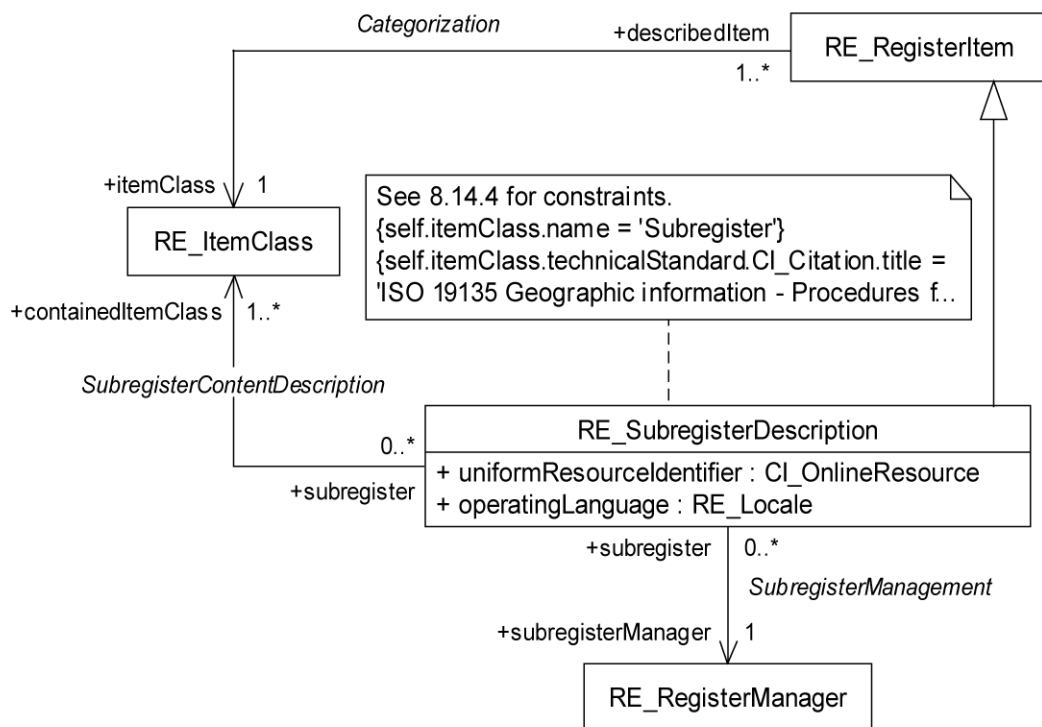 Categorization
+describedItem
RE_RegisterItem
1..*
+itemClass
1
RE_ItemClass
See 8.14.4 for constraints.
{self.itemClass.name = 'Subregister'}
{self.itemClass.technicalStandard.CI_Citation.title =
'ISO 19135 Geographic information - Procedures f...
+containedItemClass
1..*
SubregisterContentDescription
0..*
+subregister
RE_SubregisterDescription
+ uniformResourceIdentifier : CI_OnlineResource
+ operatingLanguage : RE_Locale
+subregister
0..*
SubregisterManagement
+subregisterManager
1
RE_RegisterManager